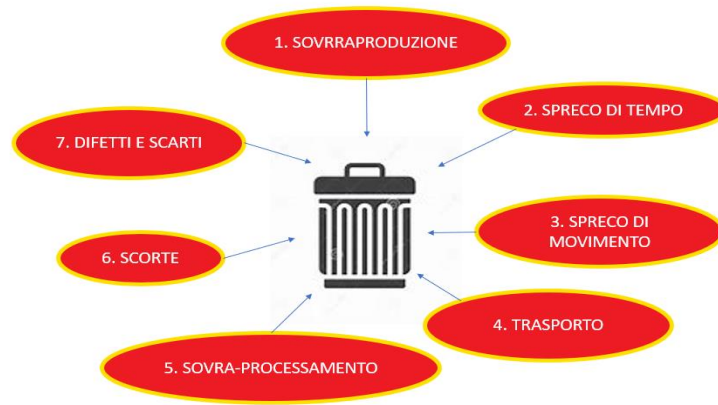 1. SOVRRAPRODUZIONE
2. SPRECO DI TEMPO
3. SPRECO DI
MOVIMENTO
4. TRASPORTO
5. SOVRA-PROCESSAMENTO
6. SCORTE
7. DIFETTI E SCARTI